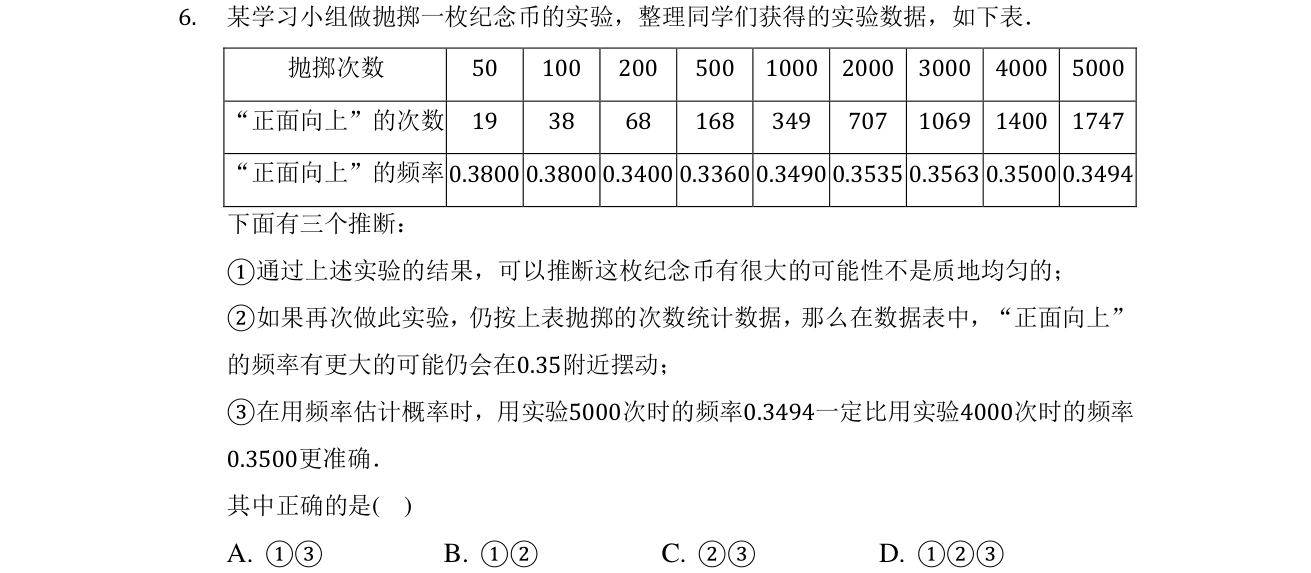 6. 某学习小组做抛掷一枚纪念币的实验，整理同学们获得的实验数据，如下表．
抛掷次数 50 100 200 500 1000 2000 3000 4000 5000
“正面向上”的次数 19 38 68 168 349 707 1069 1400 1747
“正面向上”的频率 0.3800 0.3800 0.3400 0.3360 0.3490 0.3535 0.3563 0.3500 0.3494
下面有三个推断：
①通过上述实验的结果，可以推断这枚纪念币有很大的可能性不是质地均匀的；
②如果再次做此实验，仍按上表抛掷的次数统计数据，那么在数据表中，“正面向上”
的频率有更大的可能仍会在0.35附近摆动；
③在用频率估计概率时，用实验5000次时的频率0.3494一定比用实验4000次时的频率
0.3500更准确．
其中正确的是( )
A. ①③ B. ①② C. ②③ D. ①②③